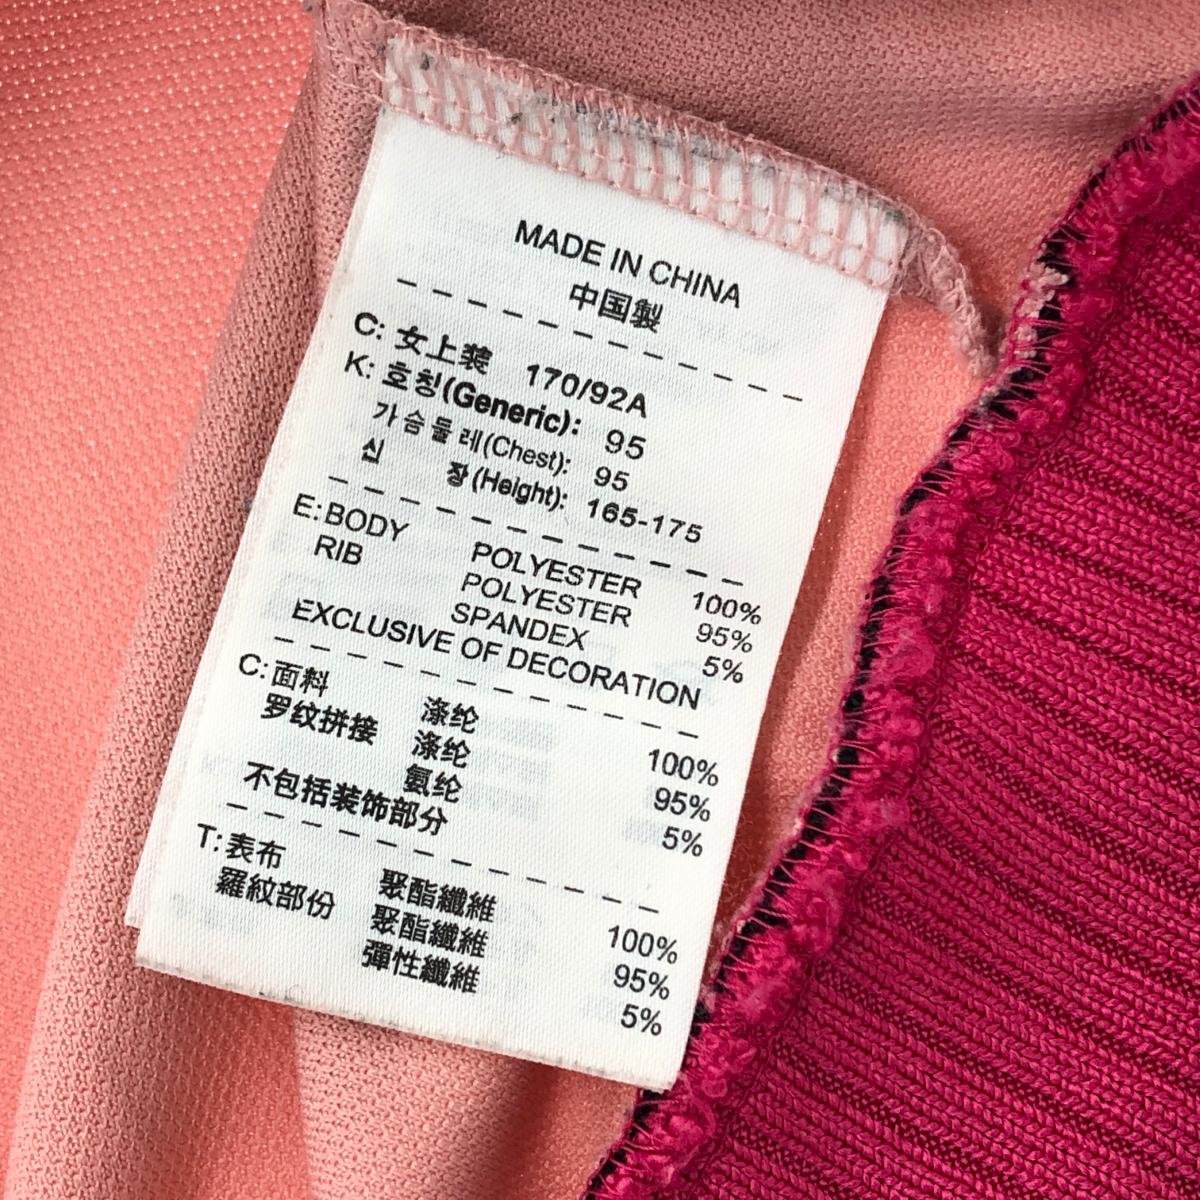 MADE IN CHINA
中国製
C: 女上装 170/92A
K: 호칭(Generic): 95
가슴둘레(Chest): 95
신 장(Height): 165-175
E: BODY POLYESTER 100%
RIB POLYESTER 95%
SPANDEX 5%
EXCLUSIVE OF DECORATION
C: 面料 涤纶 100%
罗纹拼接 涤纶 95%
氨纶 5%
不包括装饰部分
T: 表布 聚酯纖維 100%
羅紋部份 聚酯纖維 95%
彈性纖維 5%